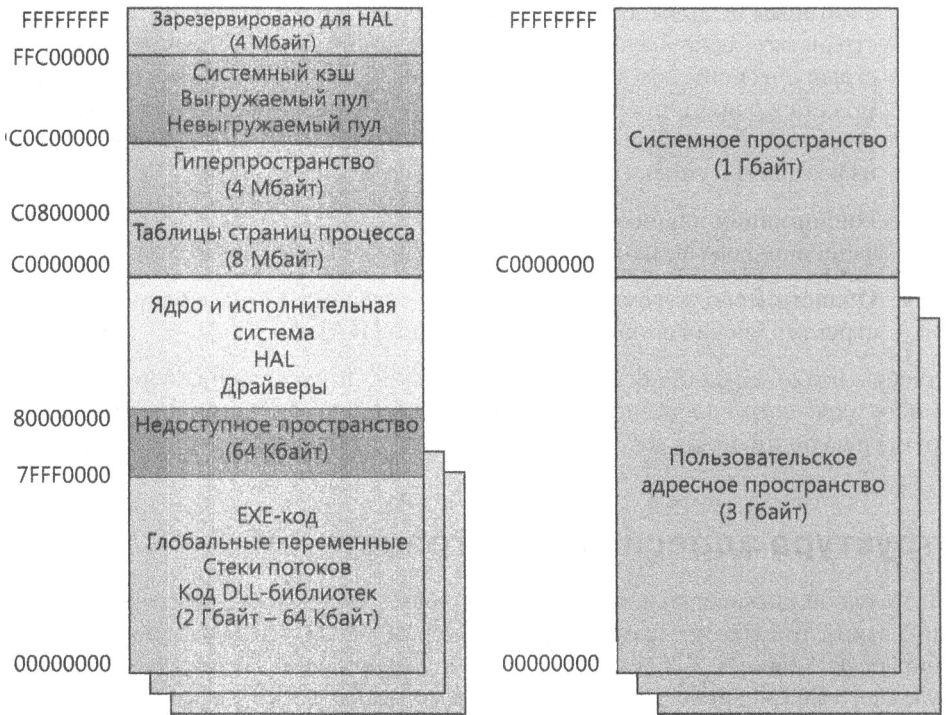 FFFFFFFF
Зарезервировано для HAL
(4 Мбайт)
FFC00000
Системный кэш
Выгружаемый пул
Невыгружаемый пул
C0C00000
Гиперпространство
(4 Мбайт)
C0800000
Таблицы страниц процесса
(8 Мбайт)
C0000000
Ядро и исполнительная
система
HAL
Драйверы
80000000
Недоступное пространство
(64 Кбайт)
7FFF0000
EXE-код
Глобальные переменные
Стеки потоков
Код DLL-библиотек
(2 Гбайт – 64 Кбайт)
00000000
FFFFFFFF
Системное пространство
(1 Гбайт)
C0000000
Пользовательское
адресное пространство
(3 Гбайт)
00000000